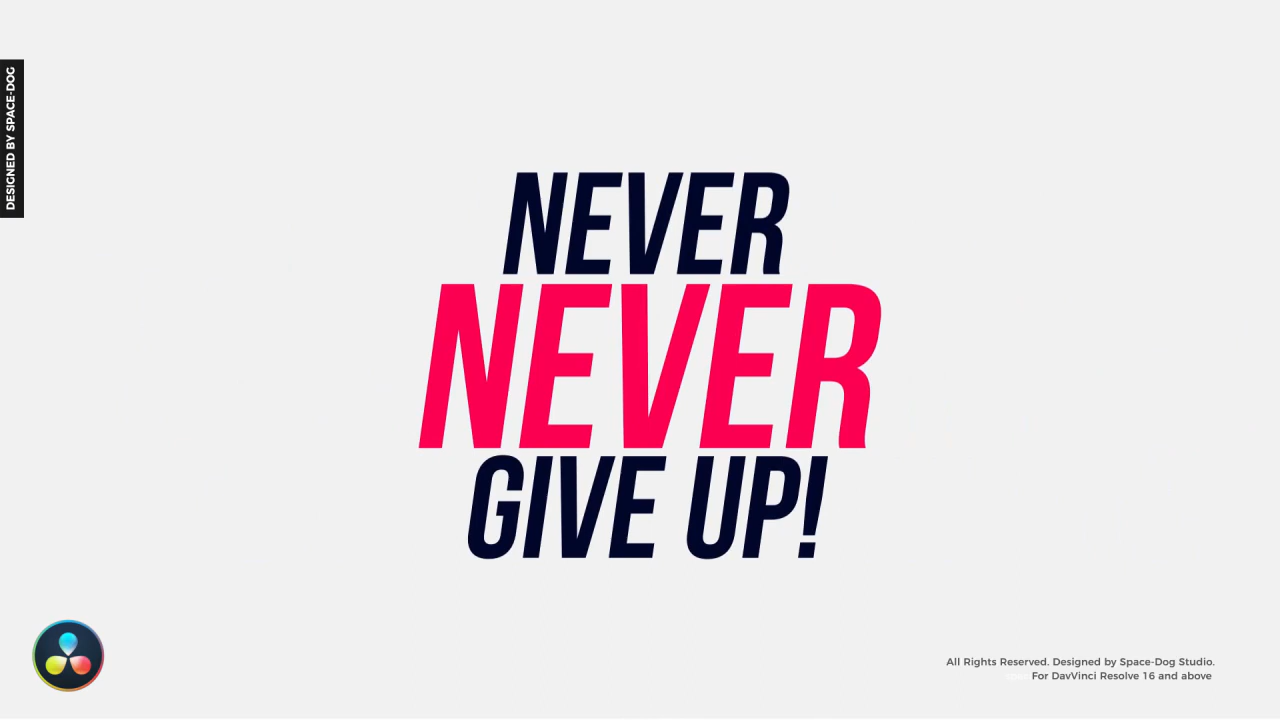 DESIGNED BY SPACE-DOG
NEVER
NEVER
GIVE UP!
All Rights Reserved. Designed by Space-Dog Studio.
For DavVinci Resolve 16 and above